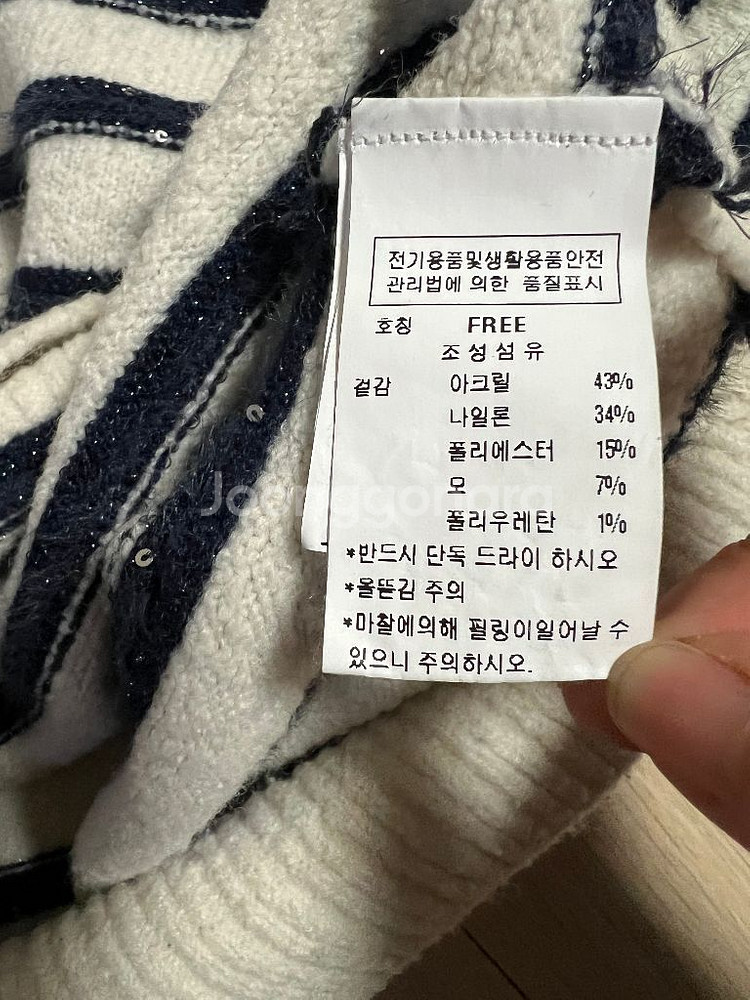 전기용품및생활용품안전
관리법에 의한 품질표시
호칭 FREE
조성섬유
겉감 아크릴 43%
나일론 34%
폴리에스터 15%
모 7%
폴리우레탄 1%
*반드시 단독 드라이 하시오
*올뜯김 주의
*마찰에의해 필링이일어날 수
있으니 주의하시오.
Joonggonara